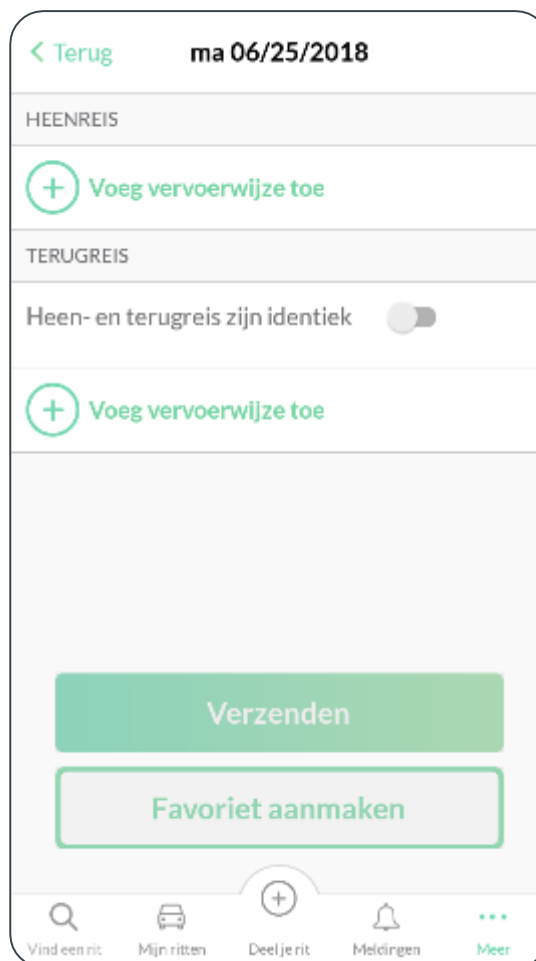 Terug
ma 06/25/2018
HEENREIS
Voeg vervoerwijze toe
TERUGREIS
Heen- en terugreis zijn identiek
Voeg vervoerwijze toe
Verzenden
Favoriet aanmaken
Vind een rit
Mijn ritten
Deel je rit
Meldingen
Meer